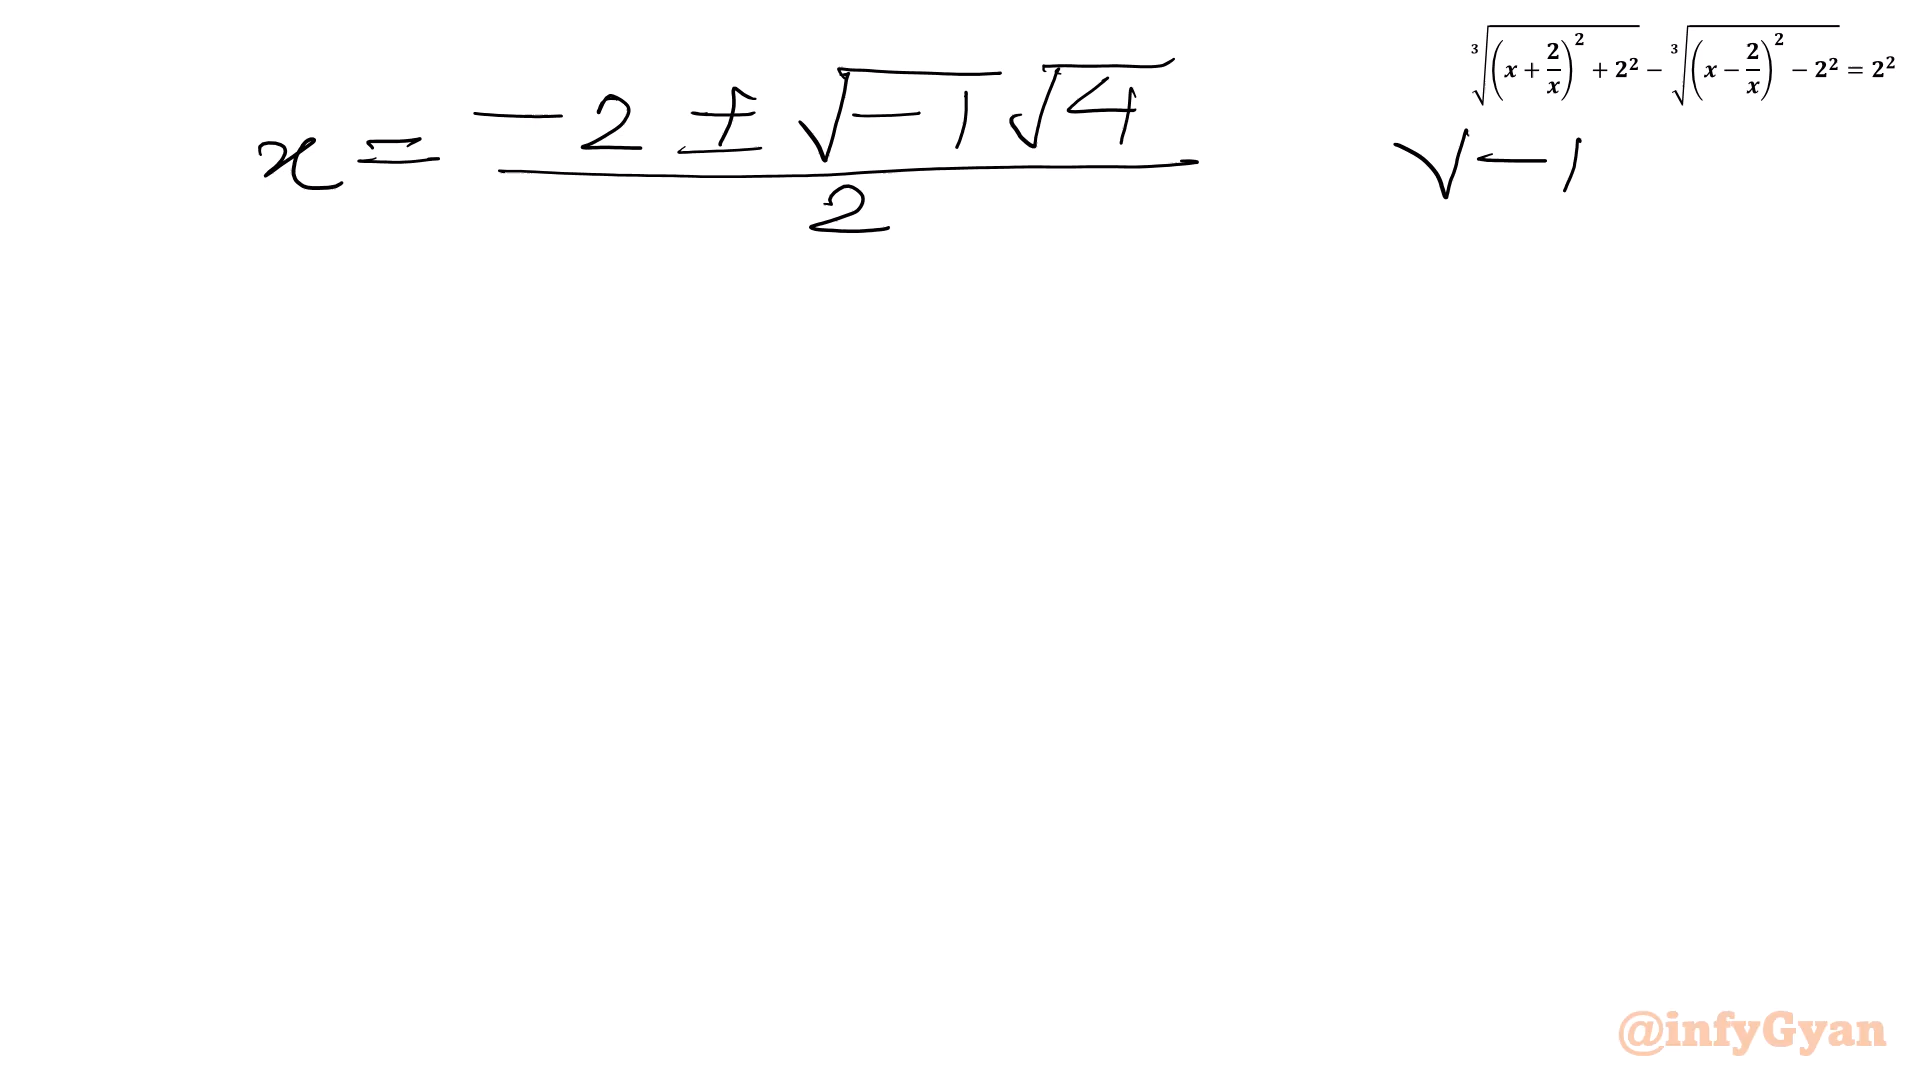 ∛((x + 2/x)² + 2²) − ∛((x − 2/x)² − 2²) = 2²
x = (−2 ± √−1 √4)/2
√−1
@infyGyan